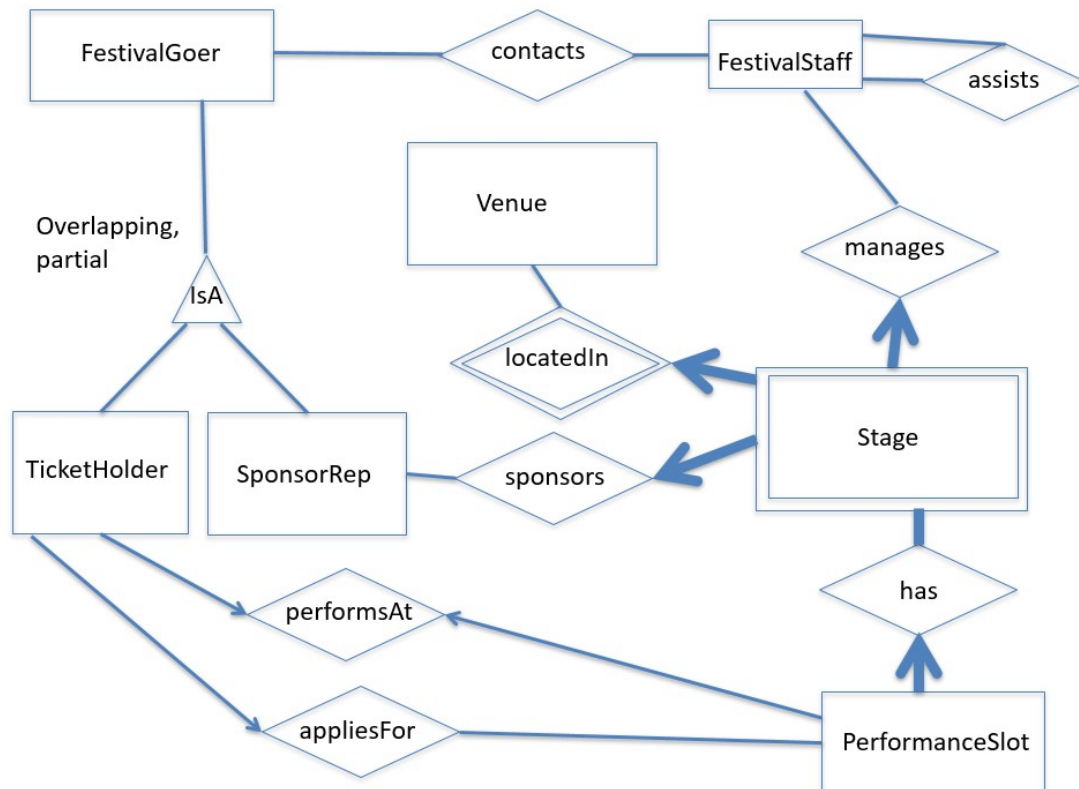 FestivalGoer
contacts
FestivalStaff
assists
Venue
Overlapping,
partial
manages
IsA
locatedIn
Stage
TicketHolder
SponsorRep
sponsors
performsAt
has
appliesFor
PerformanceSlot